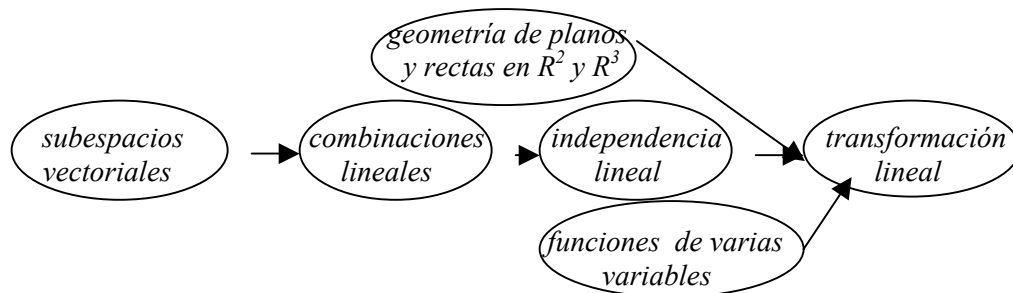 geometría de planos
y rectas en R² y R³
subespacios
vectoriales
combinaciones
lineales
independencia
lineal
transformación
lineal
funciones de varias
variables